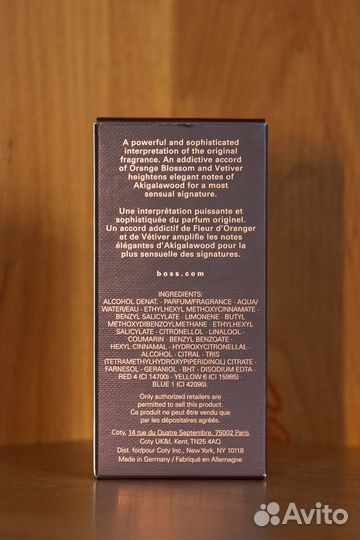 A powerful and sophisticated
interpretation of the original
fragrance. An addictive accord
of Orange Blossom and Vetiver
heightens elegant notes of
Akigalawood for a most
sensual signature.
Une interprétation puissante et
sophistiquée du parfum originel.
Un accord addictif de Fleur d'Oranger
et de Vétiver amplifie les notes
élégantes d'Akigalawood pour la
plus sensuelle des signatures.
boss.com
INGREDIENTS:
ALCOHOL DENAT. · PARFUM/FRAGRANCE · AQUA/
WATER/EAU · ETHYLHEXYL METHOXYCINNAMATE
· BENZYL SALICYLATE · LIMONENE · BUTYL
METHOXYDIBENZOYLMETHANE · ETHYLHEXYL
SALICYLATE · CITRONELLOL · LINALOOL ·
COUMARIN · BENZYL BENZOATE ·
HEXYL CINNAMAL · HYDROXYCITRONELLAL ·
ALCOHOL · CITRAL · TRIS
(TETRAMETHYLHYDROXYPIPERIDINOL) CITRATE ·
FARNESOL · GERANIOL · BHT · DISODIUM EDTA ·
RED 4 (CI 14700) · YELLOW 6 (CI 15985) ·
BLUE 1 (CI 42090).
Only authorized retailers are
permitted to sell this product.
Ce produit ne peut être vendu que
par les dépositaires agréés.
Coty, 14 rue du Quatre Septembre, 75002 Paris
Coty UK&I, Kent, TN25 4AQ
Dist. for/pour Coty Inc., New York, NY 10118
Made in Germany / Fabriqué en Allemagne
Avito